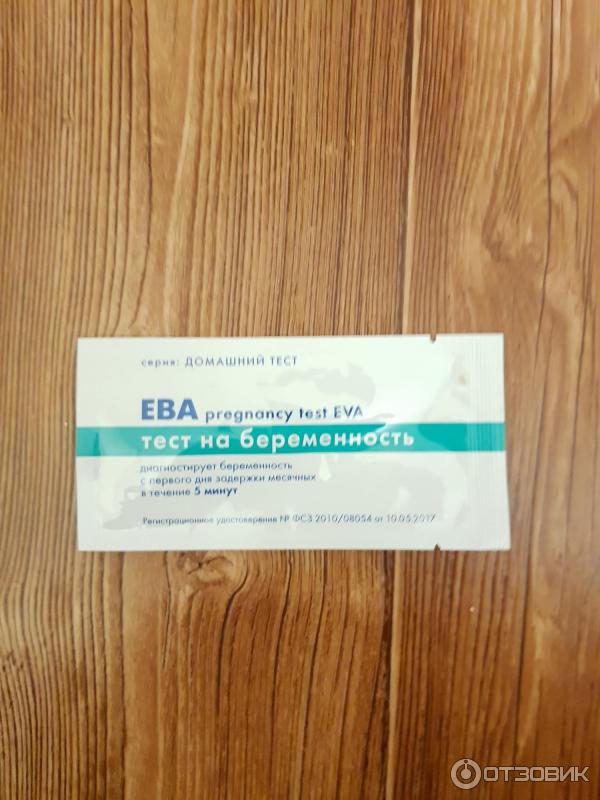 серия: ДОМАШНИЙ ТЕСТ
ЕВА pregnancy test EVA
тест на беременность
диагностирует беременность
с первого дня задержки месячных
в течение 5 минут
Регистрационное удостоверение № ФСЗ 2010/08054 от 10.05.2017
ОТЗОВИК